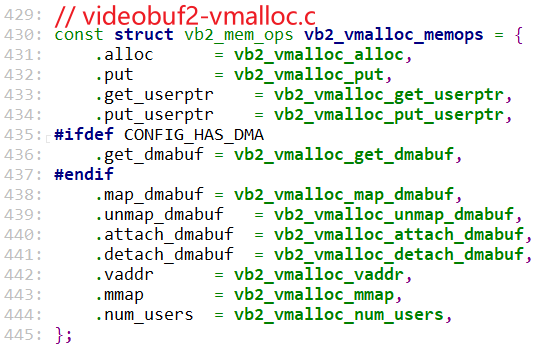 429: // videobuf2-vmalloc.c
430: const struct vb2_mem_ops vb2_vmalloc_memops = {
431:     .alloc      = vb2_vmalloc_alloc,
432:     .put        = vb2_vmalloc_put,
433:     .get_userptr    = vb2_vmalloc_get_userptr,
434:     .put_userptr    = vb2_vmalloc_put_userptr,
435: #ifdef CONFIG_HAS_DMA
436:     .get_dmabuf = vb2_vmalloc_get_dmabuf,
437: #endif
438:     .map_dmabuf = vb2_vmalloc_map_dmabuf,
439:     .unmap_dmabuf   = vb2_vmalloc_unmap_dmabuf,
440:     .attach_dmabuf  = vb2_vmalloc_attach_dmabuf,
441:     .detach_dmabuf  = vb2_vmalloc_detach_dmabuf,
442:     .vaddr      = vb2_vmalloc_vaddr,
443:     .mmap       = vb2_vmalloc_mmap,
444:     .num_users  = vb2_vmalloc_num_users,
445: };